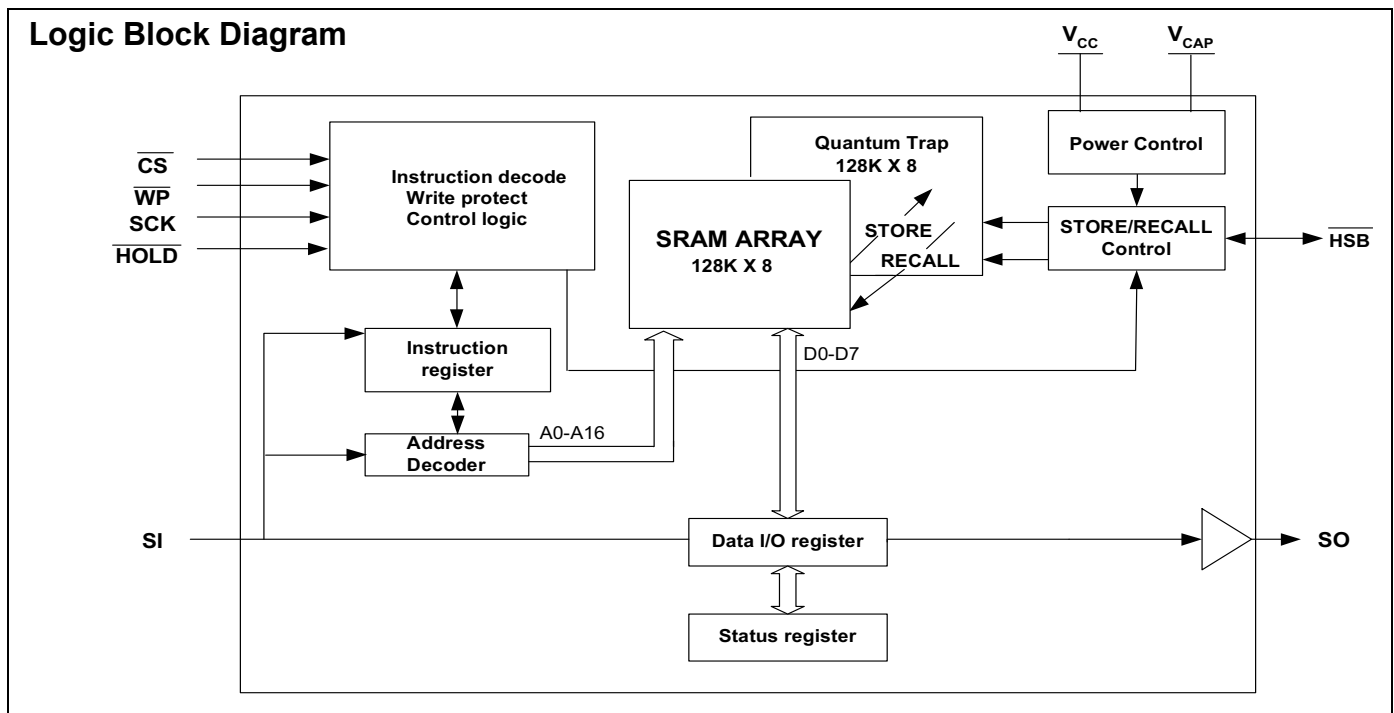 Logic Block Diagram
VCC
VCAP
Quantum Trap
128K X 8
Power Control
CS
WP
SCK
HOLD
Instruction decode
Write protect
Control logic
SRAM ARRAY
128K X 8
STORE
RECALL
STORE/RECALL
Control
HSB
Instruction
register
D0-D7
Address
Decoder
A0-A16
SI
Data I/O register
SO
Status register